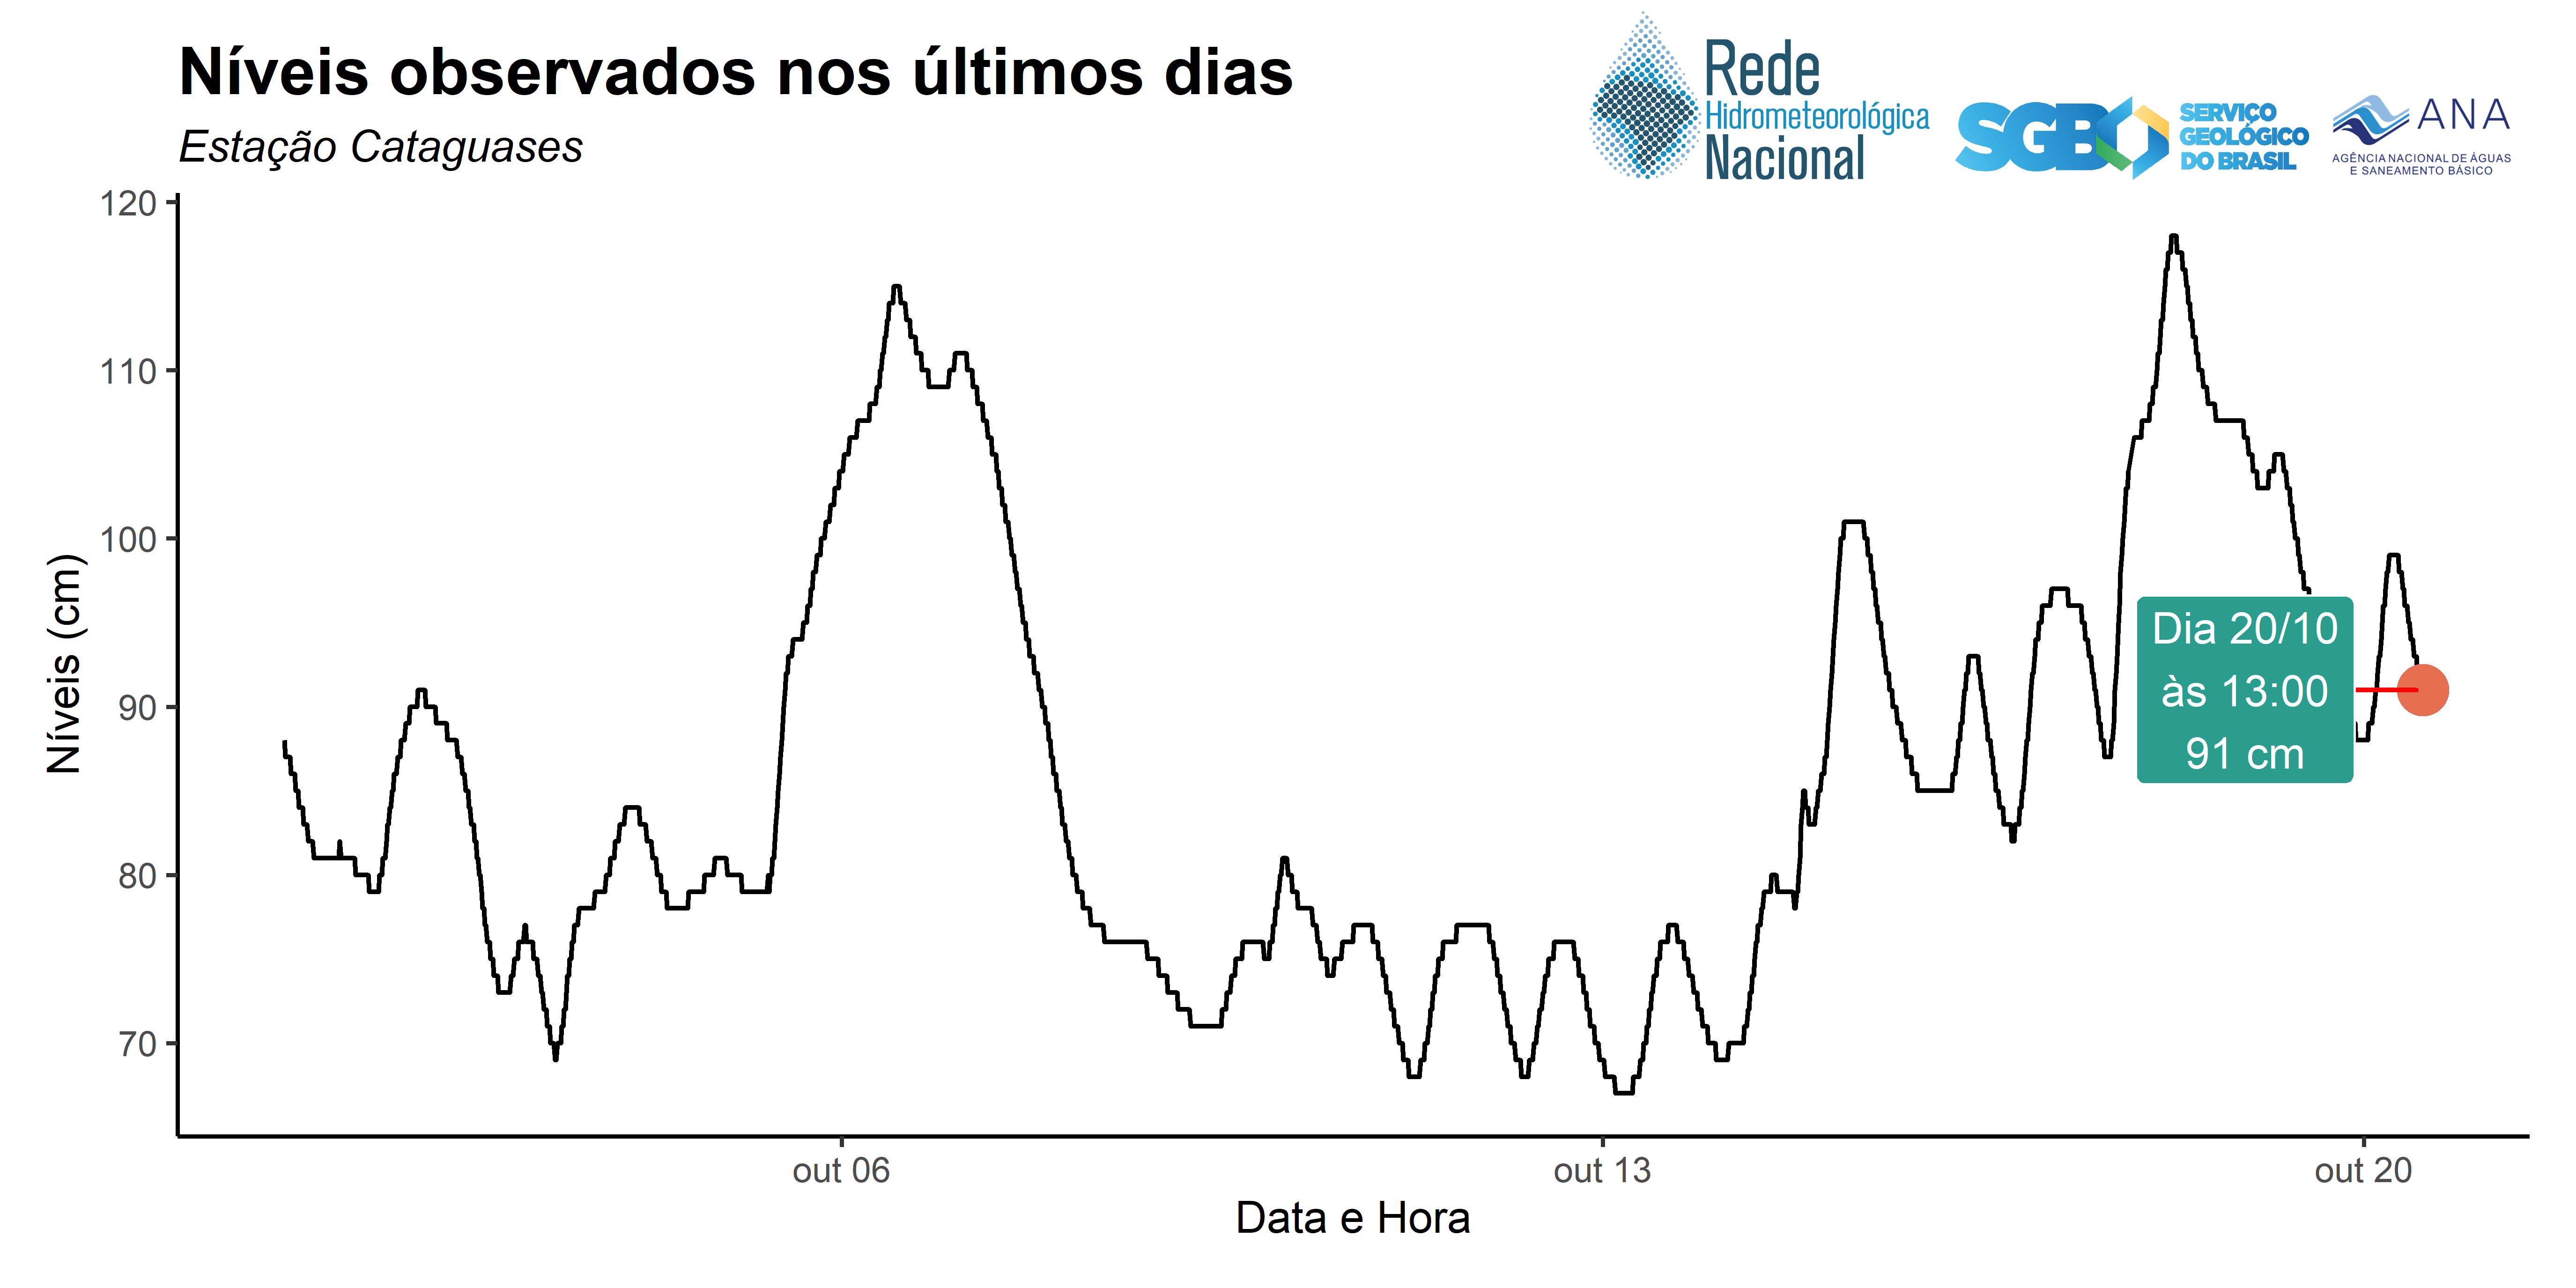 Níveis observados nos últimos dias
Estação Cataguases
Rede
Hidrometeorológica
Nacional
SGB
SERVIÇO
GEOLÓGICO
DO BRASIL
ANA
AGÊNCIA NACIONAL DE ÁGUAS
E SANEAMENTO BÁSICO
Níveis (cm)
120
110
100
90
80
70
Dia 20/10
às 13:00
91 cm
out 06
out 13
out 20
Data e Hora